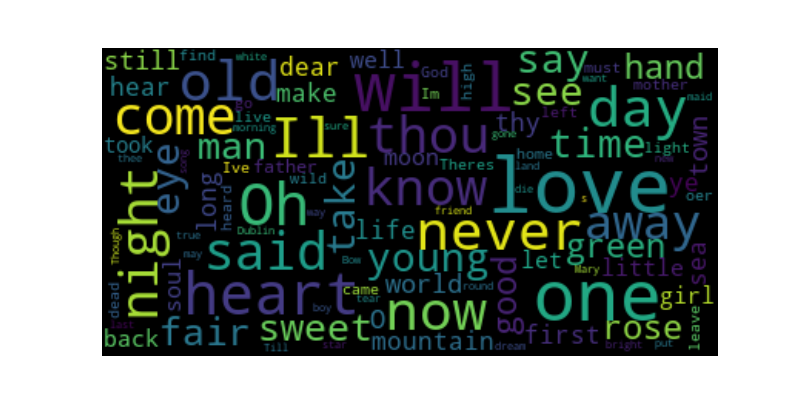 still find white dear well God high say must hand
hear old make will Im see want mother maid
come go live morning Ill sure thou thy left day
took thee man gone time light town
eye song Ive father moon Theres home land new
night long heard Oh wild take know love die ye oer
Though true may said Dublin may life friend never s away
soul Bow young let green Mary little sea
dead heart came tear world round good one girl
last boy O now first rose leave
back fair Till sweet star mountain dream bright put